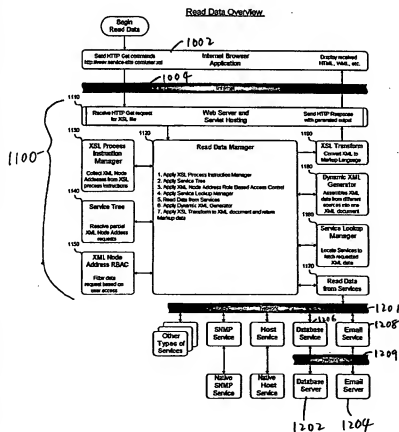 Read Data Overview
Begin
Read Data
1002
Send HTTP Get commands
Internet Browser
Application
Display received
HTML, WML, etc.
1004
1110
Receive HTTP Get request
for XSL file
Web Server and
Servlet Hosting
Send HTTP Response
with generated output
1100
1130
XSL Process
Instruction
Manager
Collect XML Node
Addresses from XSL
process instructions
1140
Service Tree
Resolve partial
XML Node Address
requests
1150
XML Node
Address RBAC
Filter data
request based on
user access
1120
Read Data Manager
1. Apply XSL Process Instruction Manager
2. Apply Service Tree
3. Apply XML Node Address Role Based Access Control
4. Apply Service Lookup Manager
5. Read Data from Services
6. Apply Dynamic XML Generator
7. Apply XSL Transform to XML document and return
Markup data
XSL Transform
Convert XML to
Markup Language
1180
Dynamic XML
Generator
Assembles XML
data from different
sources into one
XML document
Service Lookup
Manager
Locate Services to
fetch requested
XML data
1170
Read Data
from Services
1201
Other
Types of
Services
SNMP
Service
Host
Service
1206
Database
Service
Email
Service
1208
1209
Native
SNMP
Service
Native
Host
Service
Database
Server
Email
Server
1202
1204